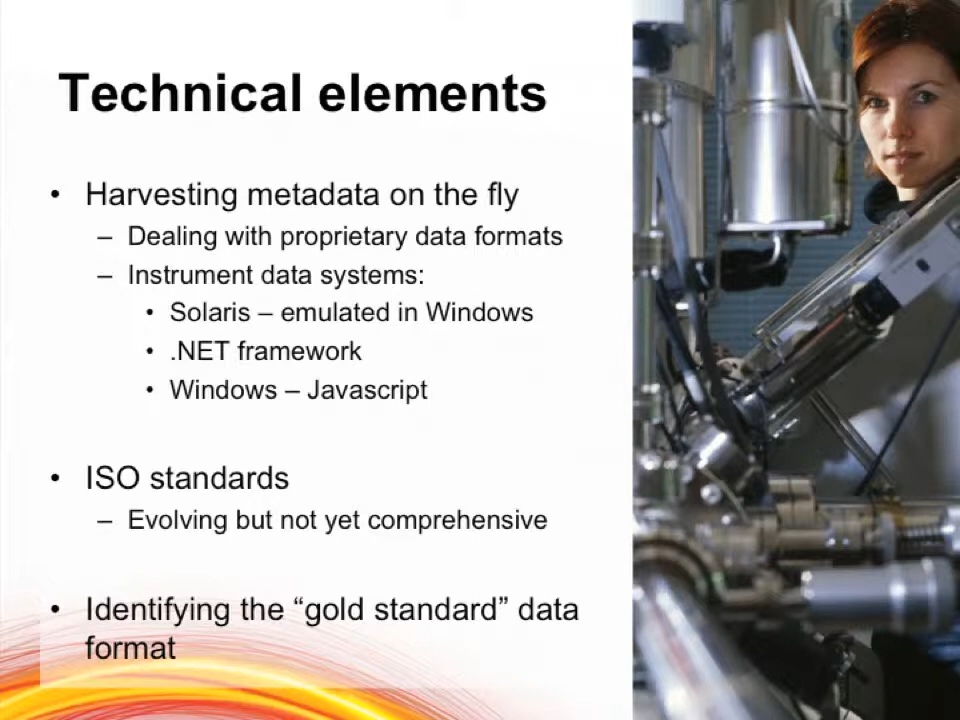 Technical elements
• Harvesting metadata on the fly
– Dealing with proprietary data formats
– Instrument data systems:
• Solaris – emulated in Windows
• .NET framework
• Windows – Javascript
• ISO standards
– Evolving but not yet comprehensive
• Identifying the “gold standard” data
format